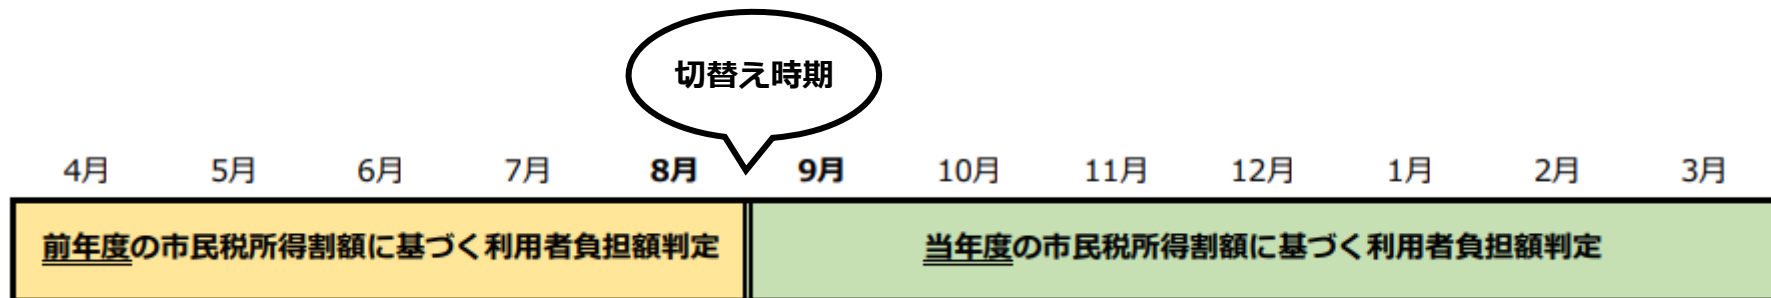 切替え時期
4月 5月 6月 7月 8月 9月 10月 11月 12月 1月 2月 3月
前年度の市民税所得割額に基づく利用者負担額判定 当年度の市民税所得割額に基づく利用者負担額判定